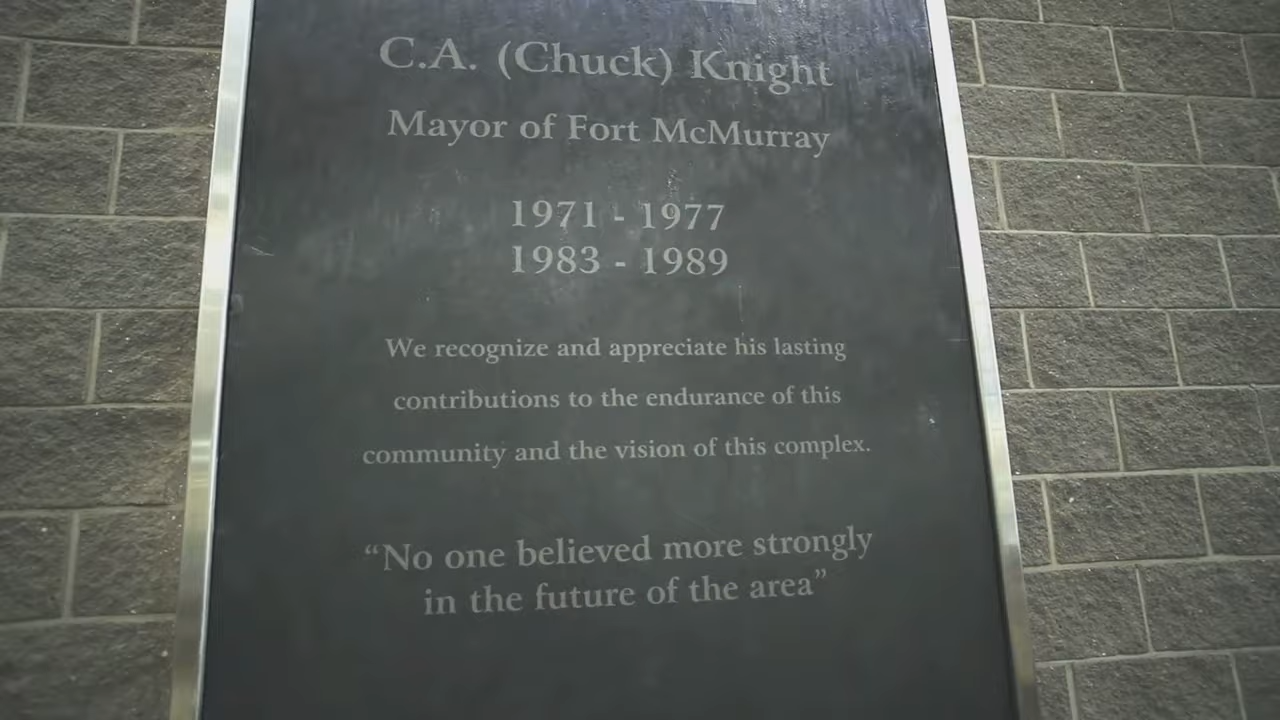 C.A. (Chuck) Knight
Mayor of Fort McMurray
1971 - 1977
1983 - 1989
We recognize and appreciate his lasting
contributions to the endurance of this
community and the vision of this complex.
“No one believed more strongly
in the future of the area”